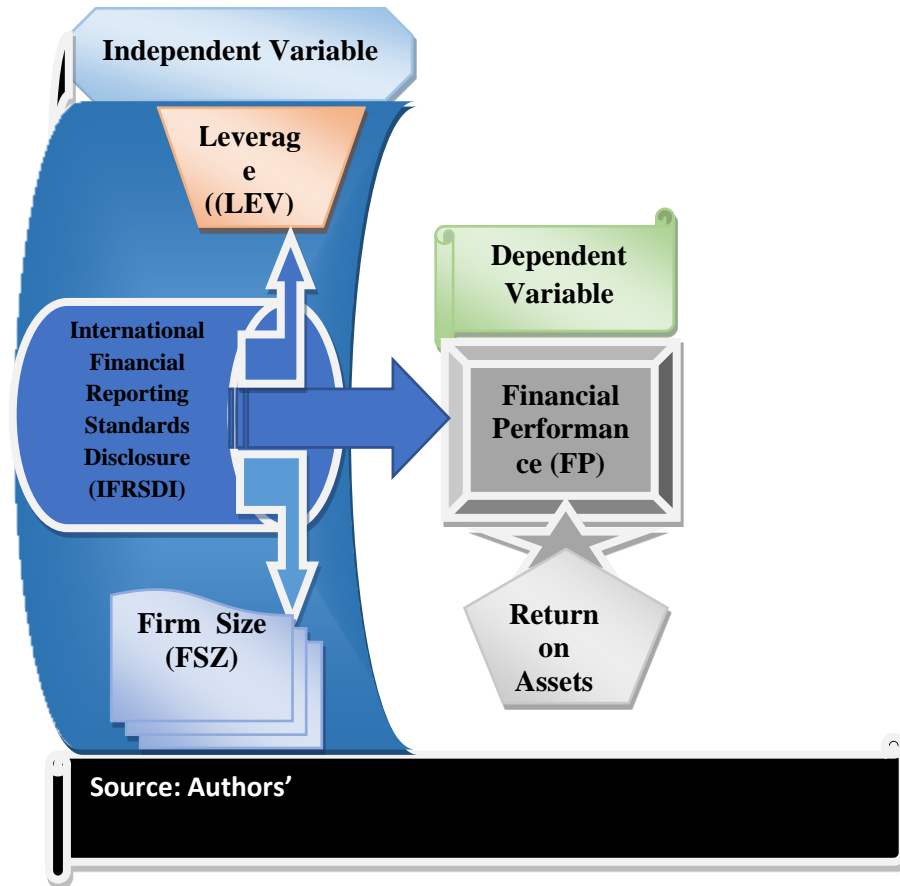 Independent Variable
Leverag
e
((LEV)
Dependent
Variable
International
Financial
Reporting
Standards
Disclosure
(IFRSDI)
Financial
Performan
ce (FP)
Firm Size
(FSZ)
Return
on
Assets
Source: Authors’